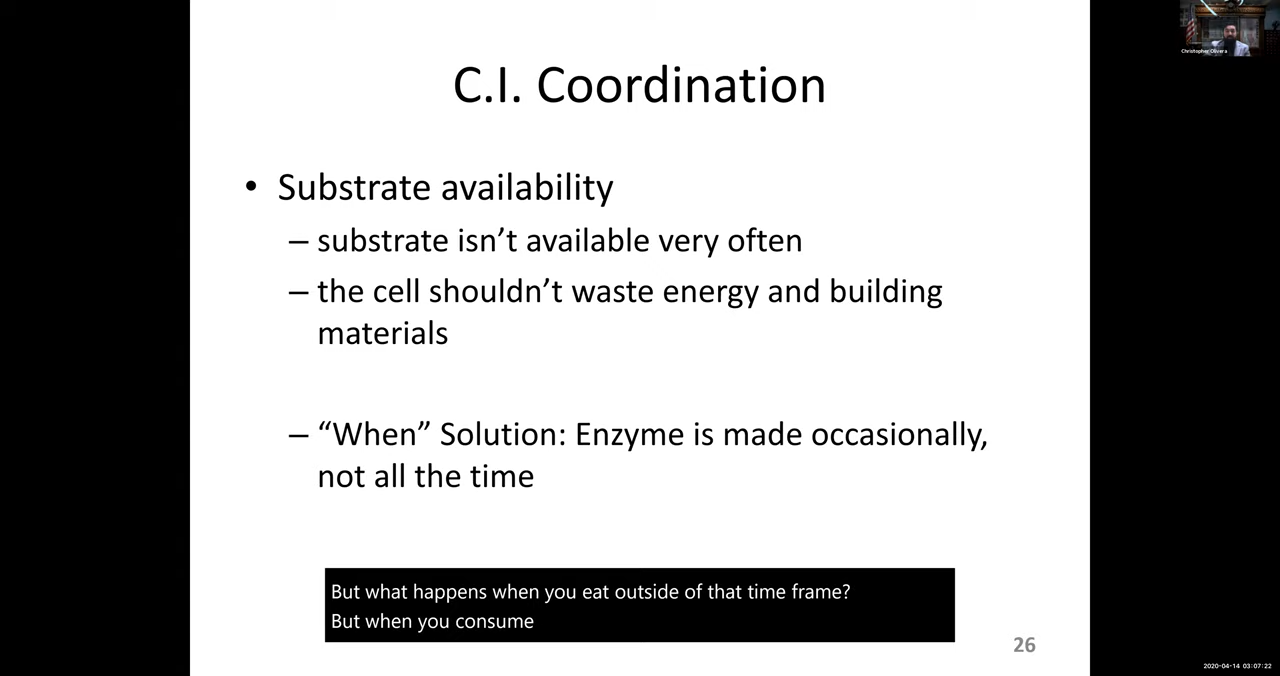 Christopher Olivera
C.I. Coordination
• Substrate availability
– substrate isn’t available very often
– the cell shouldn’t waste energy and building
materials
– “When” Solution: Enzyme is made occasionally,
not all the time
But what happens when you eat outside of that time frame?
But when you consume
26
2020-04-14 03:07:22